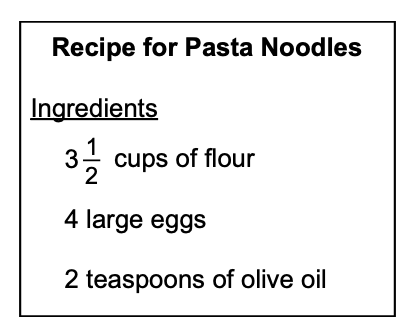 Recipe for Pasta Noodles
Ingredients
3 1/2 cups of flour
4 large eggs
2 teaspoons of olive oil